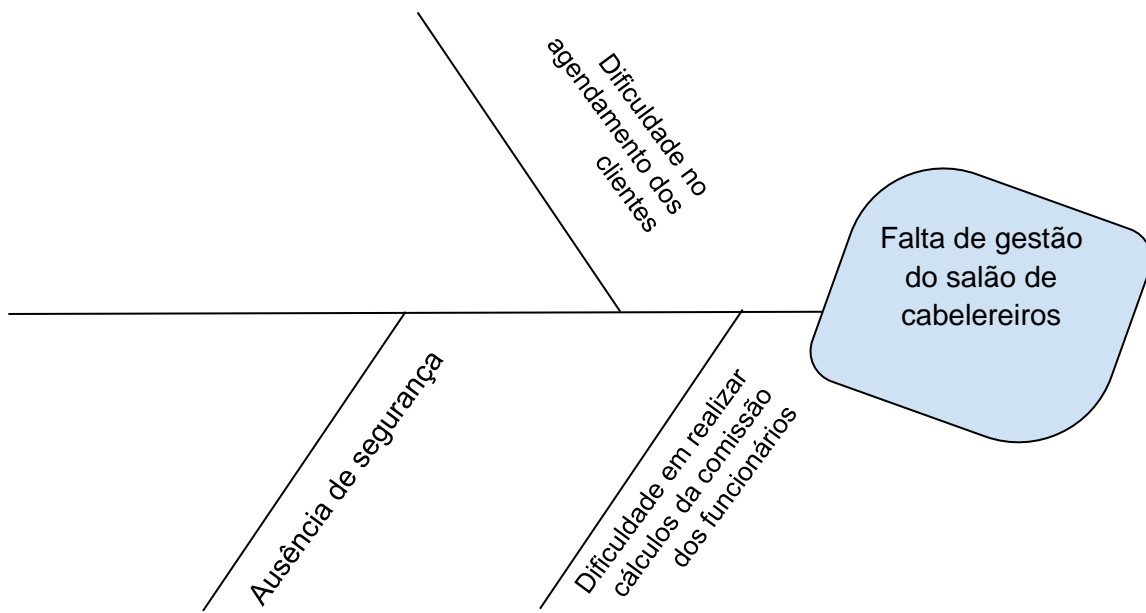 Dificuldade no
agendamento dos
clientes
Falta de gestão
do salão de
cabelereiros
Ausência de segurança
Dificuldade em realizar
cálculos da comissão
dos funcionários